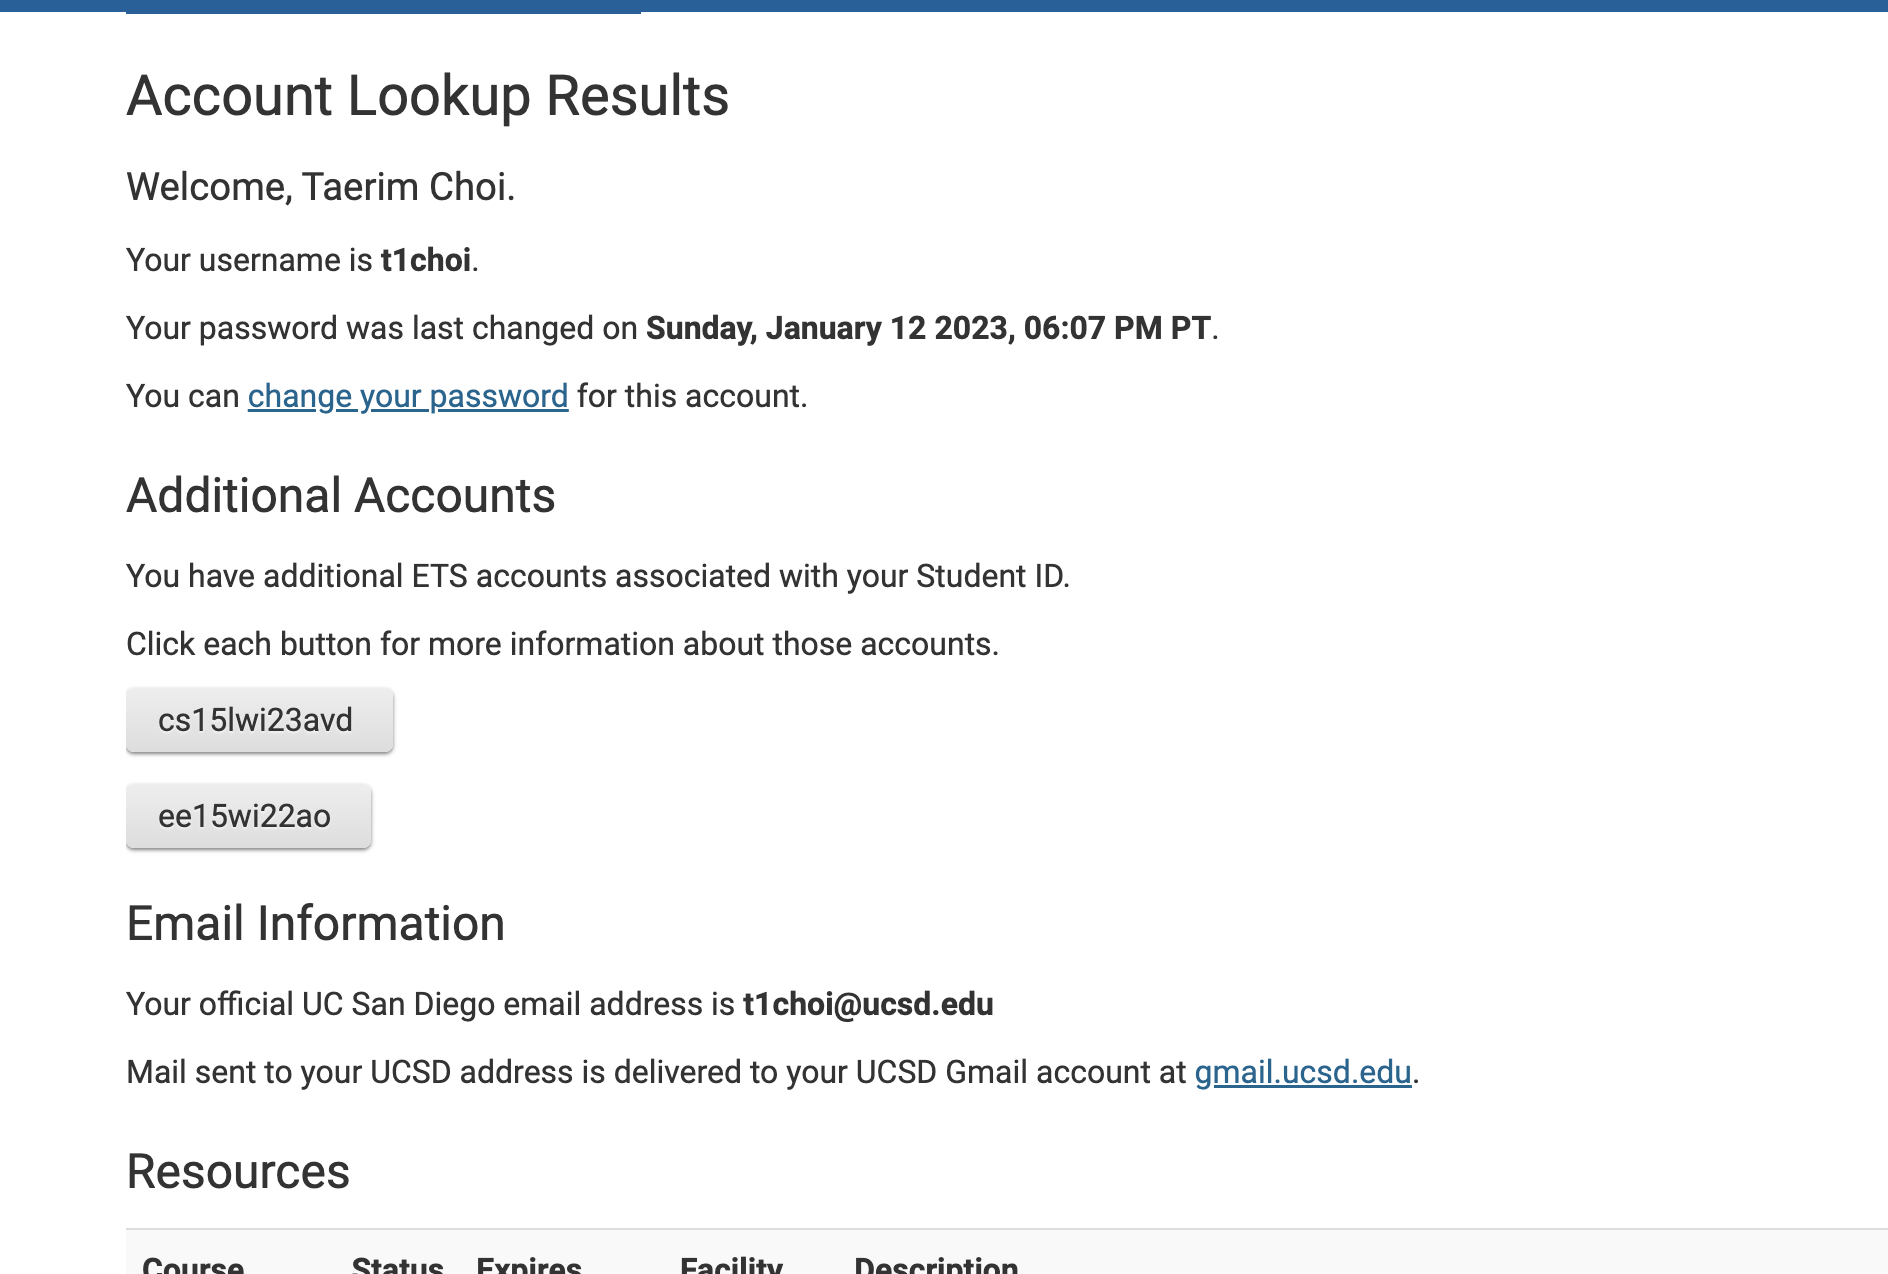 Account Lookup Results
Welcome, Taerim Choi.
Your username is t1choi.
Your password was last changed on Sunday, January 12 2023, 06:07 PM PT.
You can change your password for this account.
Additional Accounts
You have additional ETS accounts associated with your Student ID.
Click each button for more information about those accounts.
cs15lwi23avd
ee15wi22ao
Email Information
Your official UC San Diego email address is t1choi@ucsd.edu
Mail sent to your UCSD address is delivered to your UCSD Gmail account at gmail.ucsd.edu.
Resources
Course Status Expires Facility Description